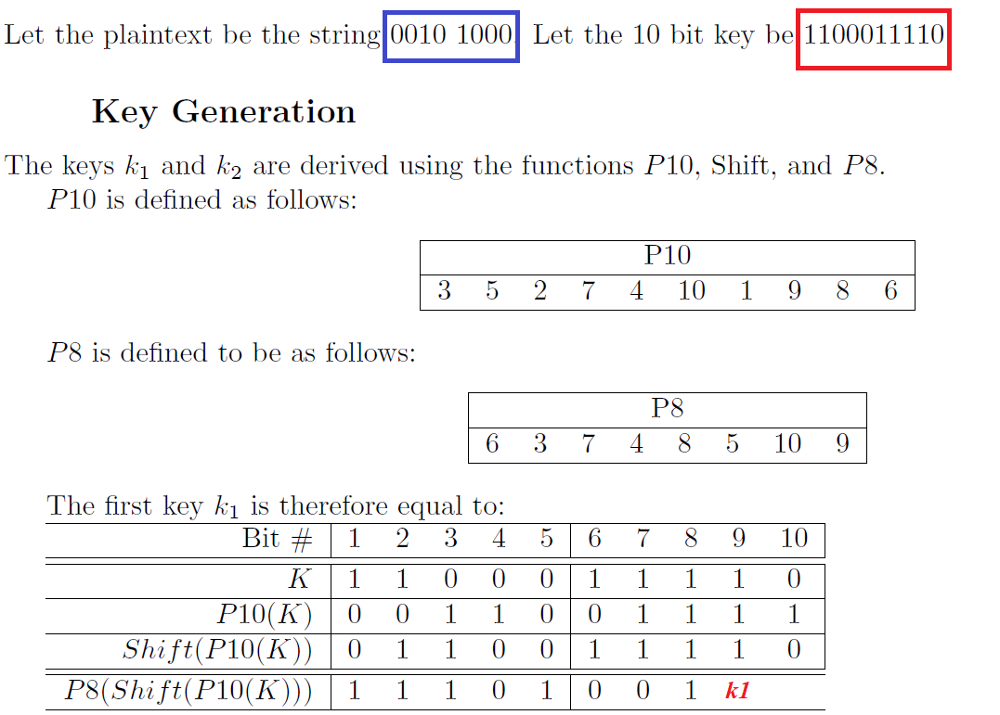 Let the plaintext be the string 0010 1000. Let the 10 bit key be 1100011110
Key Generation
The keys k₁ and k₂ are derived using the functions P10, Shift, and P8.
P10 is defined as follows:
P10
3 5 2 7 4 10 1 9 8 6
P8 is defined to be as follows:
P8
6 3 7 4 8 5 10 9
The first key k₁ is therefore equal to:
Bit # 1 2 3 4 5 6 7 8 9 10
K 1 1 0 0 0 1 1 1 1 0
P10(K) 0 0 1 1 0 0 1 1 1 1
Shift(P10(K)) 0 1 1 0 0 1 1 1 1 0
P8(Shift(P10(K))) 1 1 1 0 1 0 0 1 k1